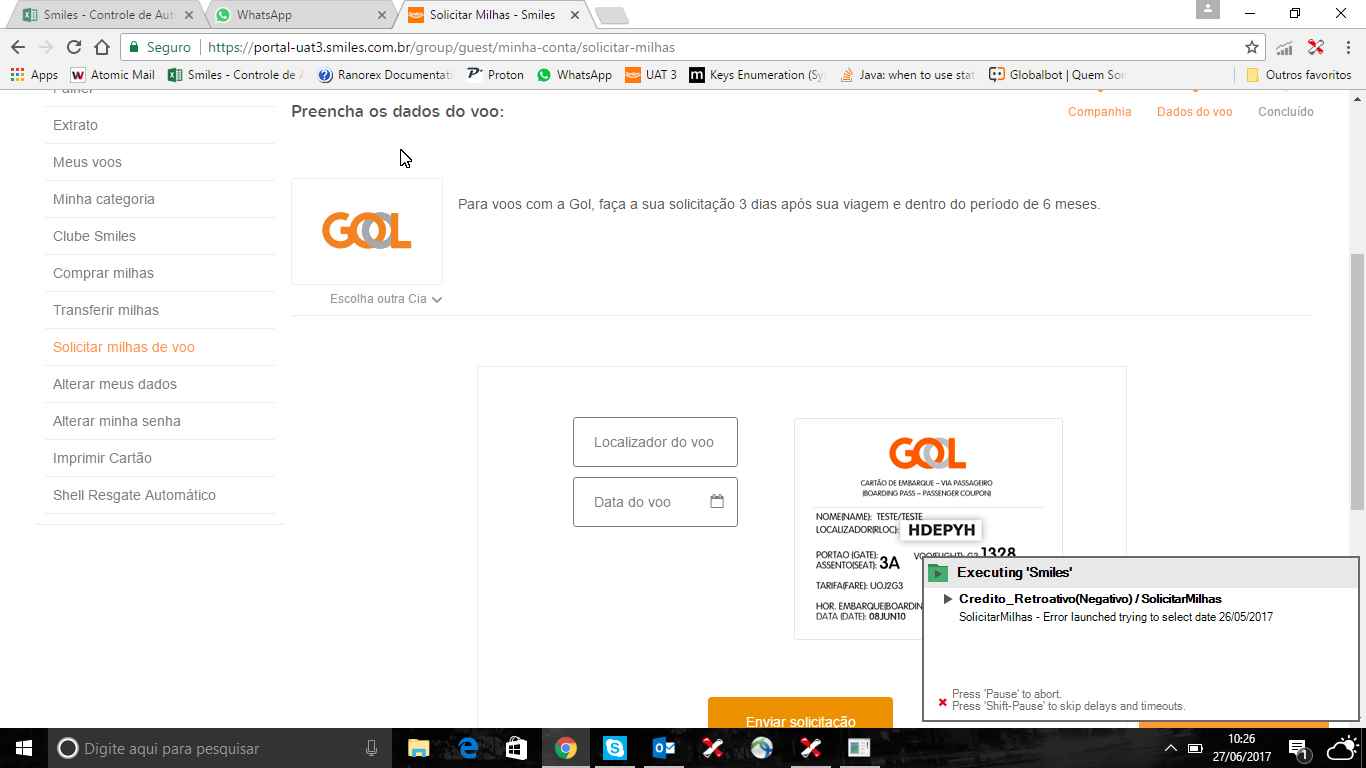 Smiles - Controle de Aut
WhatsApp
Solicitar Milhas - Smiles
Seguro
https://portal-uat3.smiles.com.br/group/guest/minha-conta/solicitar-milhas
Apps
Atomic Mail
Smiles - Controle de A
Ranorex Documentati
Proton
WhatsApp
UAT 3
Keys Enumeration (Sy
Java: when to use stat
Globalbot | Quem Som
Outros favoritos
Painel
Extrato
Meus voos
Minha categoria
Clube Smiles
Comprar milhas
Transferir milhas
Solicitar milhas de voo
Alterar meus dados
Alterar minha senha
Imprimir Cartão
Shell Resgate Automático
Preencha os dados do voo:
Companhia
Dados do voo
Concluído
GOL
Para voos com a Gol, faça a sua solicitação 3 dias após sua viagem e dentro do período de 6 meses.
Escolha outra Cia
Localizador do voo
Data do voo
GOL
CARTÃO DE EMBARQUE – VIA PASSAGEIRO
(BOARDING PASS – PASSENGER COUPON)
NOME(NAME): TESTE/TESTE
LOCALIZADOR(RLOC): HDEPYH
PORTAO (GATE):
VOO(FLIGHT): G3 1328
ASSENTO(SEAT): 3A
TARIFA(FARE): UOJ2G3
HOR. EMBARQUE(BOARDIN
DATA (DATE): 08JUN10
Enviar solicitação
Executing 'Smiles'
Credito_Retroativo(Negativo) / SolicitarMilhas
SolicitarMilhas - Error launched trying to select date 26/05/2017
Press 'Pause' to abort.
Press 'Shift-Pause' to skip delays and timeouts.
Digite aqui para pesquisar
10:26
27/06/2017
1